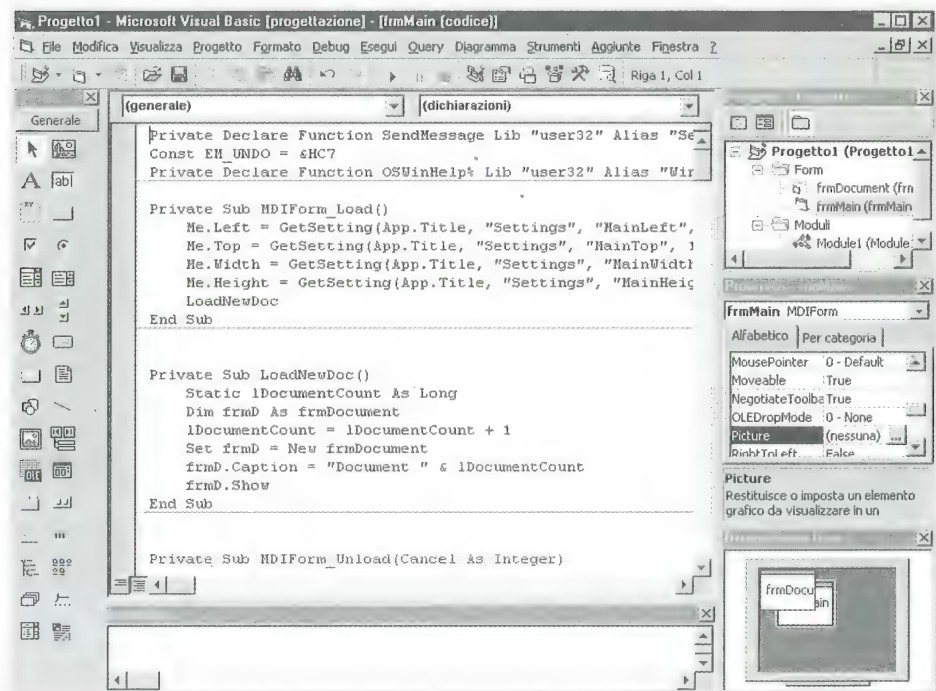 Progetto1 - Microsoft Visual Basic [progettazione] - [frmMain (codice)]
File Modifica Visualizza Progetto Formato Debug Esegui Query Diagramma Strumenti Aggiunte Finestra ?
Riga 1, Col 1
Generale
(generale) (dichiarazioni)
Private Declare Function SendMessage Lib "user32" Alias "Se
Const EM_UNDO = &HC7
Private Declare Function OSWinHelp% Lib "user32" Alias "Wir
Private Sub MDIForm_Load()
Me.Left = GetSetting(App.Title, "Settings", "MainLeft",
Me.Top = GetSetting(App.Title, "Settings", "MainTop", 1
Me.Width = GetSetting(App.Title, "Settings", "MainWidth
Me.Height = GetSetting(App.Title, "Settings", "MainHeig
LoadNewDoc
End Sub
Private Sub LoadNewDoc()
Static lDocumentCount As Long
Dim frmD As frmDocument
lDocumentCount = lDocumentCount + 1
Set frmD = New frmDocument
frmD.Caption = "Document " & lDocumentCount
frmD.Show
End Sub
Private Sub MDIForm_Unload(Cancel As Integer)
Progetto1 (Progetto1
Form
frmDocument (frm
frmMain (frmMain
Moduli
Module1 (Module
frmMain MDIForm
Alfabetico Per categoria
MousePointer 0 - Default
Moveable True
NegotiateToolba True
OLEDropMode 0 - None
Picture (nessuna) ...
RightToLeft False
Picture
Restituisce o imposta un elemento
grafico da visualizzare in un
frmDocu
ain